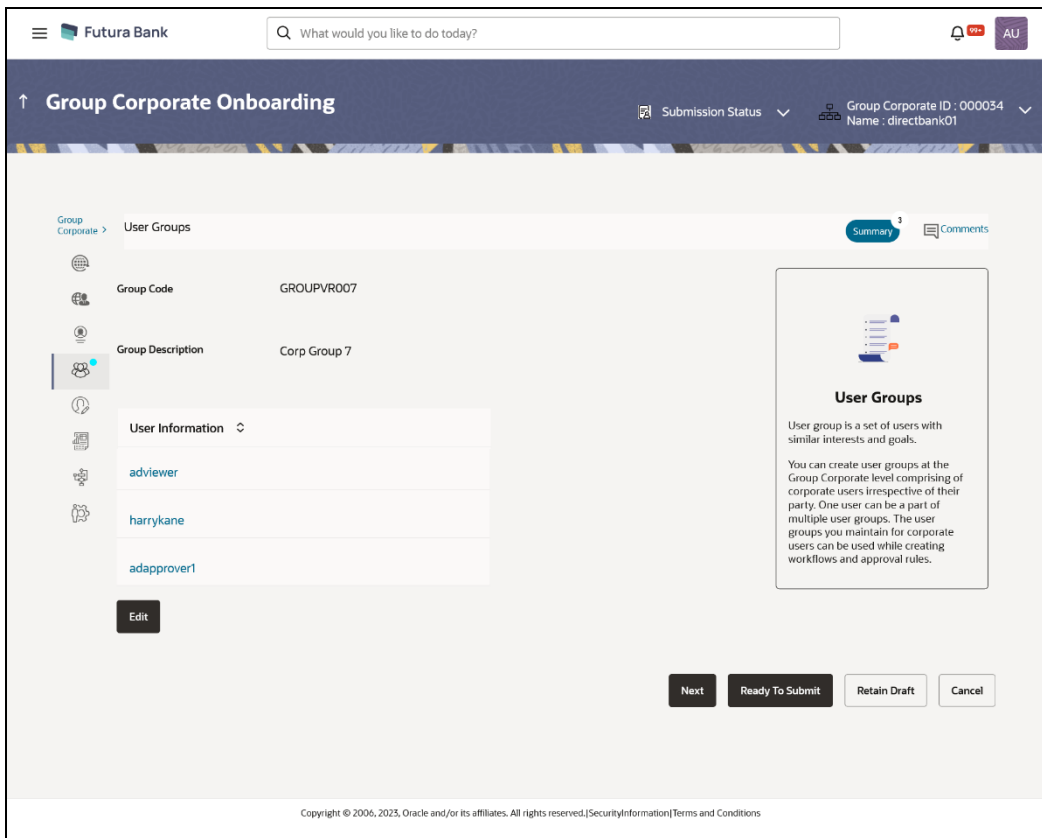 Futura Bank
What would you like to do today?
99+
AU
Group Corporate Onboarding
Submission Status
Group Corporate ID : 000034
Name : directbank01
Group
Corporate >
User Groups
Summary
3
Comments
Group Code
GROUPVR007
Group Description
Corp Group 7
User Information
adviewer
harrykane
adapprover1
Edit
User Groups
User group is a set of users with
similar interests and goals.
You can create user groups at the
Group Corporate level comprising of
corporate users irrespective of their
party. One user can be a part of
multiple user groups. The user
groups you maintain for corporate
users can be used while creating
workflows and approval rules.
Next
Ready To Submit
Retain Draft
Cancel
Copyright © 2006, 2023, Oracle and/or its affiliates. All rights reserved.|SecurityInformation|Terms and Conditions